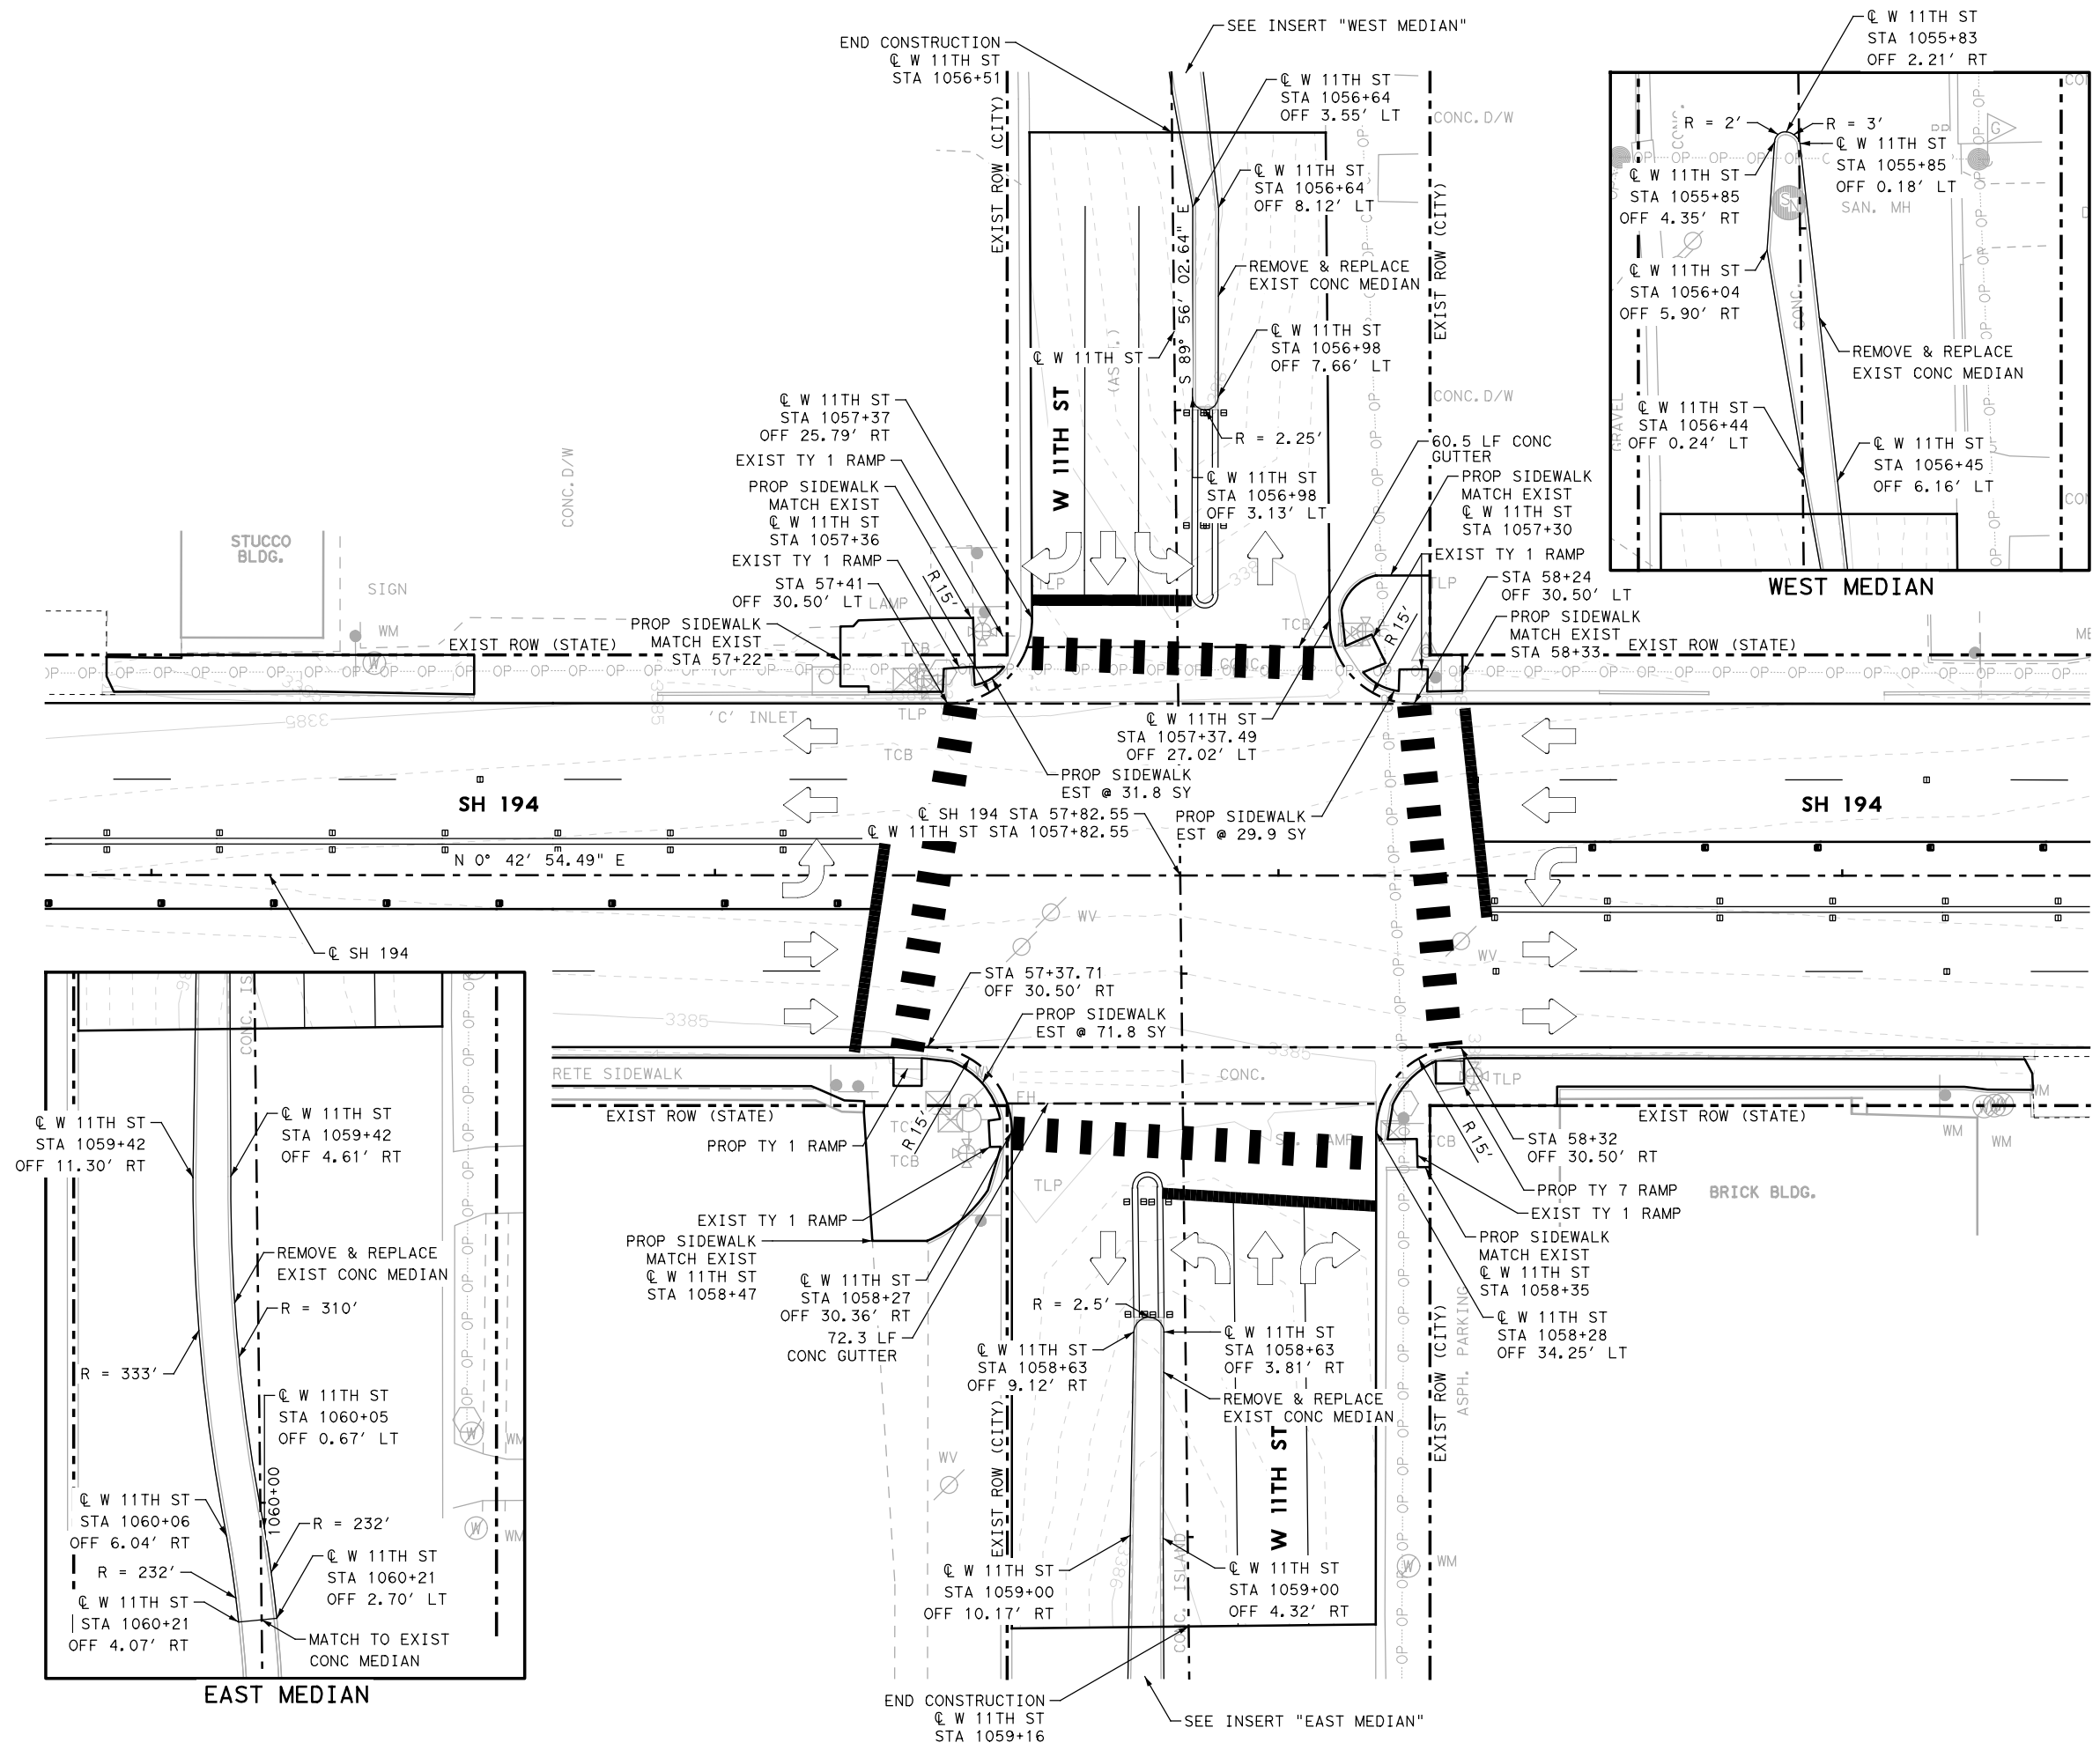 SEE INSERT "WEST MEDIAN"
END CONSTRUCTION
℄ W 11TH ST
STA 1056+51
℄ W 11TH ST
STA 1056+64
OFF 3.55' LT
EXIST ROW (CITY)
CONC.D/W
℄ W 11TH ST
STA 1056+64
OFF 8.12' LT
S 89° 56' 02.64" E
REMOVE & REPLACE
EXIST CONC MEDIAN
EXIST ROW (CITY)
℄ W 11TH ST
STA 1056+98
OFF 7.66' LT
℄ W 11TH ST
W 11TH ST
CONC.D/W
R = 2.25'
℄ W 11TH ST
STA 1056+98
OFF 3.13' LT
℄ W 11TH ST
STA 1057+37
OFF 25.79' RT
EXIST TY 1 RAMP
PROP SIDEWALK
MATCH EXIST
℄ W 11TH ST
STA 1057+36
EXIST TY 1 RAMP
STA 57+41
OFF 30.50' LT
PROP SIDEWALK
MATCH EXIST
STA 57+22
R 15'
LAMP
TLP
TCB
60.5 LF CONC
GUTTER
PROP SIDEWALK
MATCH EXIST
℄ W 11TH ST
STA 1057+30
EXIST TY 1 RAMP
STA 58+24
OFF 30.50' LT
PROP SIDEWALK
MATCH EXIST
STA 58+33
R 15'
TLP
TCB
CONC.
CONC.D/W
STUCCO
BLDG.
SIGN
WM
W
EXIST ROW (STATE)
EXIST ROW (STATE)
3385
3385
'C' INLET
TLP
TCB
℄ W 11TH ST
STA 1057+37.49
OFF 27.02' LT
PROP SIDEWALK
EST @ 31.8 SY
PROP SIDEWALK
EST @ 29.9 SY
℄ SH 194 STA 57+82.55
℄ W 11TH ST STA 1057+82.55
SH 194
SH 194
N 0° 42' 54.49" E
℄ SH 194
WV
WV
STA 57+37.71
OFF 30.50' RT
PROP SIDEWALK
EST @ 71.8 SY
3385
3385
CONC.
RETE SIDEWALK
EXIST ROW (STATE)
EXIST ROW (STATE)
FH
R 15'
TCB
TLP
PROP TY 1 RAMP
EXIST TY 1 RAMP
PROP SIDEWALK
MATCH EXIST
℄ W 11TH ST
STA 1058+47
℄ W 11TH ST
STA 1058+27
OFF 30.36' RT
72.3 LF
CONC GUTTER
R = 2.5'
℄ W 11TH ST
STA 1058+63
OFF 9.12' RT
℄ W 11TH ST
STA 1058+63
OFF 3.81' RT
REMOVE & REPLACE
EXIST CONC MEDIAN
W 11TH ST
TLP
TCB
R 15'
STA 58+32
OFF 30.50' RT
PROP TY 7 RAMP
EXIST TY 1 RAMP
PROP SIDEWALK
MATCH EXIST
℄ W 11TH ST
STA 1058+35
℄ W 11TH ST
STA 1058+28
OFF 34.25' LT
BRICK BLDG.
WM
WM
WM
ASPH. PARKING
EXIST ROW (CITY)
EXIST ROW (CITY)
WV
W
WM
℄ W 11TH ST
STA 1059+00
OFF 10.17' RT
℄ W 11TH ST
STA 1059+00
OFF 4.32' RT
CONC. ISLAND
END CONSTRUCTION
℄ W 11TH ST
STA 1059+16
SEE INSERT "EAST MEDIAN"
℄ W 11TH ST
STA 1055+83
OFF 2.21' RT
R = 2'
R = 3'
℄ W 11TH ST
STA 1055+85
OFF 0.18' LT
℄ W 11TH ST
STA 1055+85
OFF 4.35' RT
SAN. MH
G
℄ W 11TH ST
STA 1056+04
OFF 5.90' RT
CONC.
REMOVE & REPLACE
EXIST CONC MEDIAN
GRAVEL
℄ W 11TH ST
STA 1056+44
OFF 0.24' LT
℄ W 11TH ST
STA 1056+45
OFF 6.16' LT
WEST MEDIAN
℄ W 11TH ST
STA 1059+42
OFF 11.30' RT
℄ W 11TH ST
STA 1059+42
OFF 4.61' RT
REMOVE & REPLACE
EXIST CONC MEDIAN
R = 310'
R = 333'
℄ W 11TH ST
STA 1060+05
OFF 0.67' LT
1060+00
℄ W 11TH ST
STA 1060+06
OFF 6.04' RT
R = 232'
R = 232'
℄ W 11TH ST
STA 1060+21
OFF 2.70' LT
℄ W 11TH ST
STA 1060+21
OFF 4.07' RT
MATCH TO EXIST
CONC MEDIAN
EAST MEDIAN